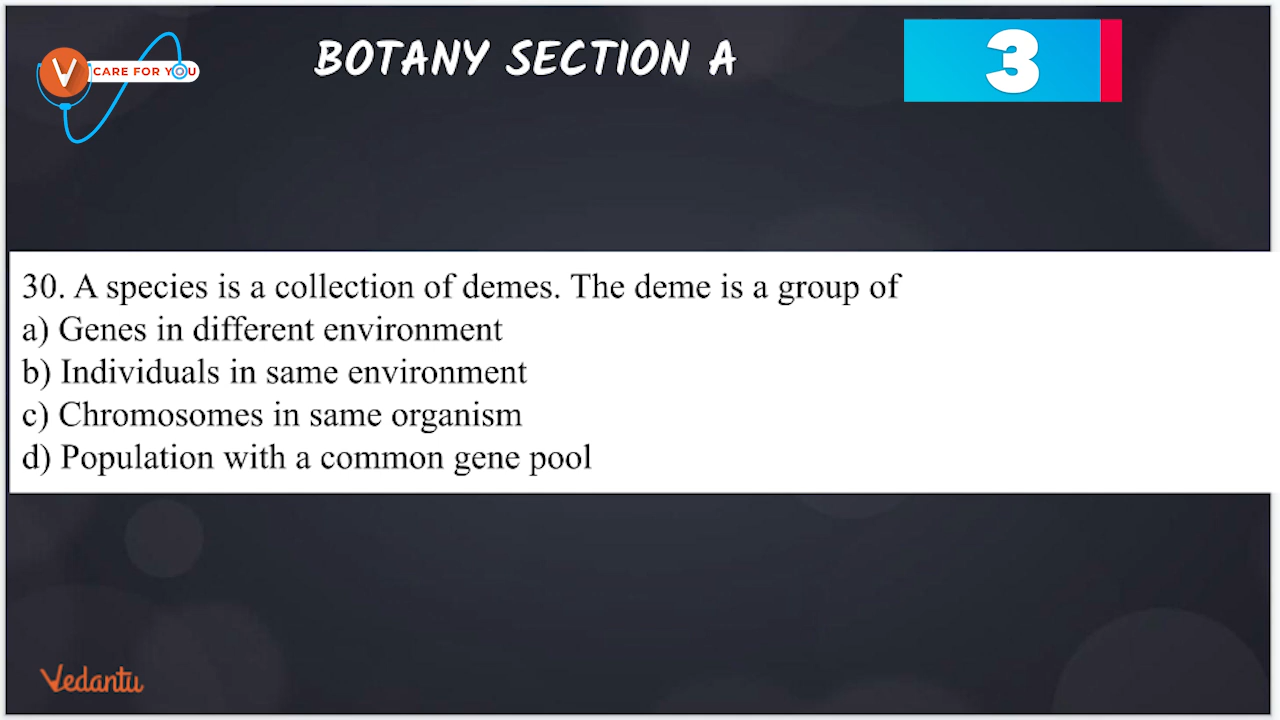 BOTANY SECTION A
3
V CARE FOR YOU
30. A species is a collection of demes. The deme is a group of
a) Genes in different environment
b) Individuals in same environment
c) Chromosomes in same organism
d) Population with a common gene pool
Vedantu